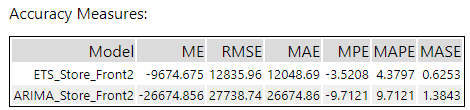 Accuracy Measures:
Model ME RMSE MAE MPE MAPE MASE
ETS_Store_Front2 -9674.675 12835.96 12048.69 -3.5208 4.3797 0.6253
ARIMA_Store_Front2 -26674.856 27738.74 26674.86 -9.7121 9.7121 1.3843